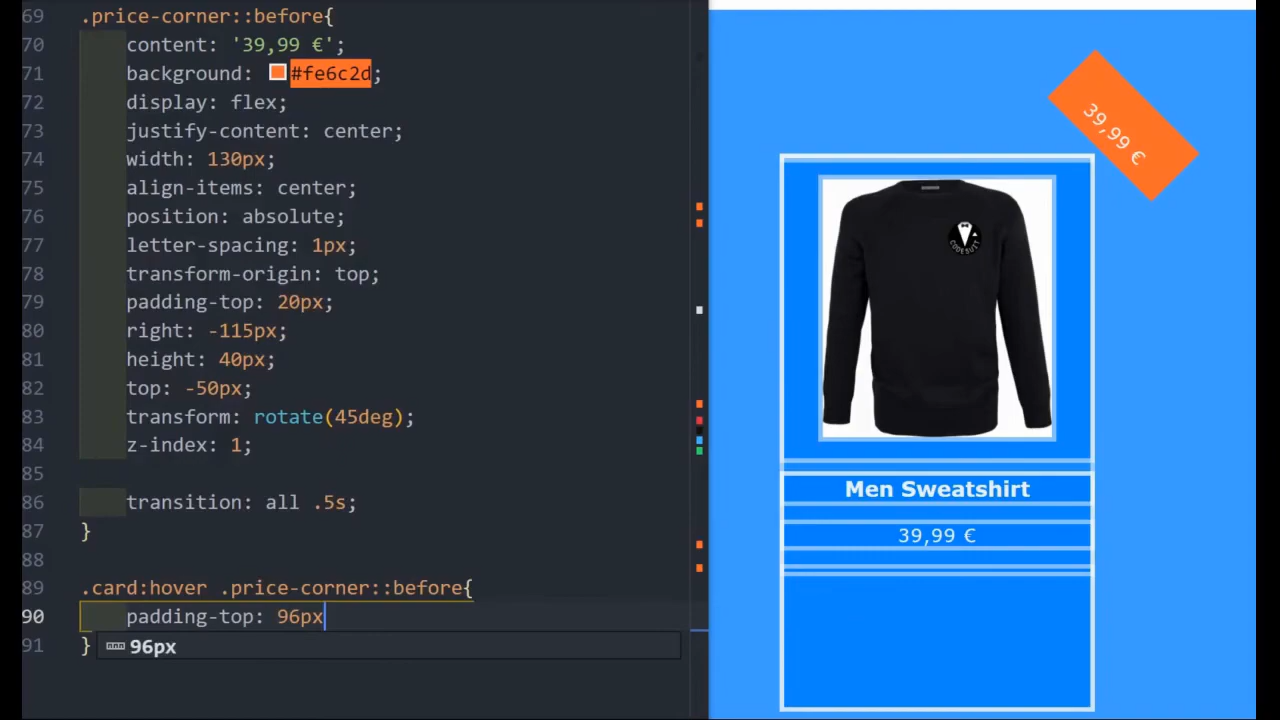 69 .price-corner::before{
70 content: '39,99 €';
71 background: #fe6c2d;
72 display: flex;
73 justify-content: center;
74 width: 130px;
75 align-items: center;
76 position: absolute;
77 letter-spacing: 1px;
78 transform-origin: top;
79 padding-top: 20px;
80 right: -115px;
81 height: 40px;
82 top: -50px;
83 transform: rotate(45deg);
84 z-index: 1;
85
86 transition: all .5s;
87 }
88
89 .card:hover .price-corner::before{
90 padding-top: 96px
91 }
96px
39,99 €
CODESUIT
Men Sweatshirt
39,99 €